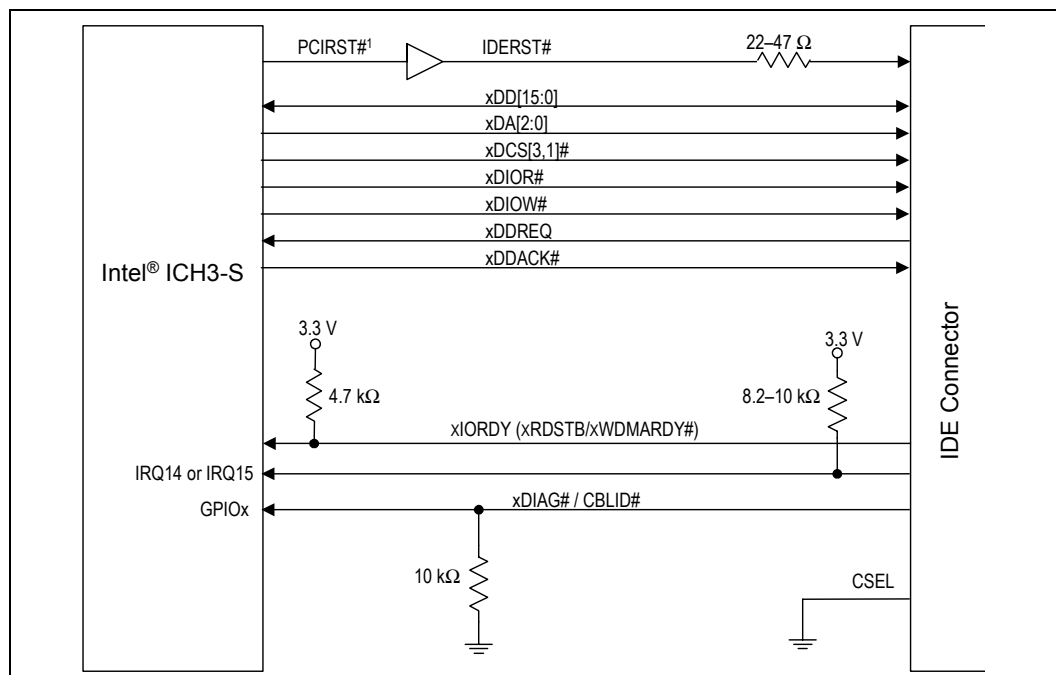 PCIRST#1
IDERST#
22–47 Ω
xDD[15:0]
xDA[2:0]
xDCS[3,1]#
xDIOR#
xDIOW#
xDDREQ
xDDACK#
Intel® ICH3-S
3.3 V
3.3 V
4.7 kΩ
8.2–10 kΩ
IDE Connector
xIORDY (xRDSTB/xWDMARDY#)
IRQ14 or IRQ15
GPIOx
xDIAG# / CBLID#
10 kΩ
CSEL